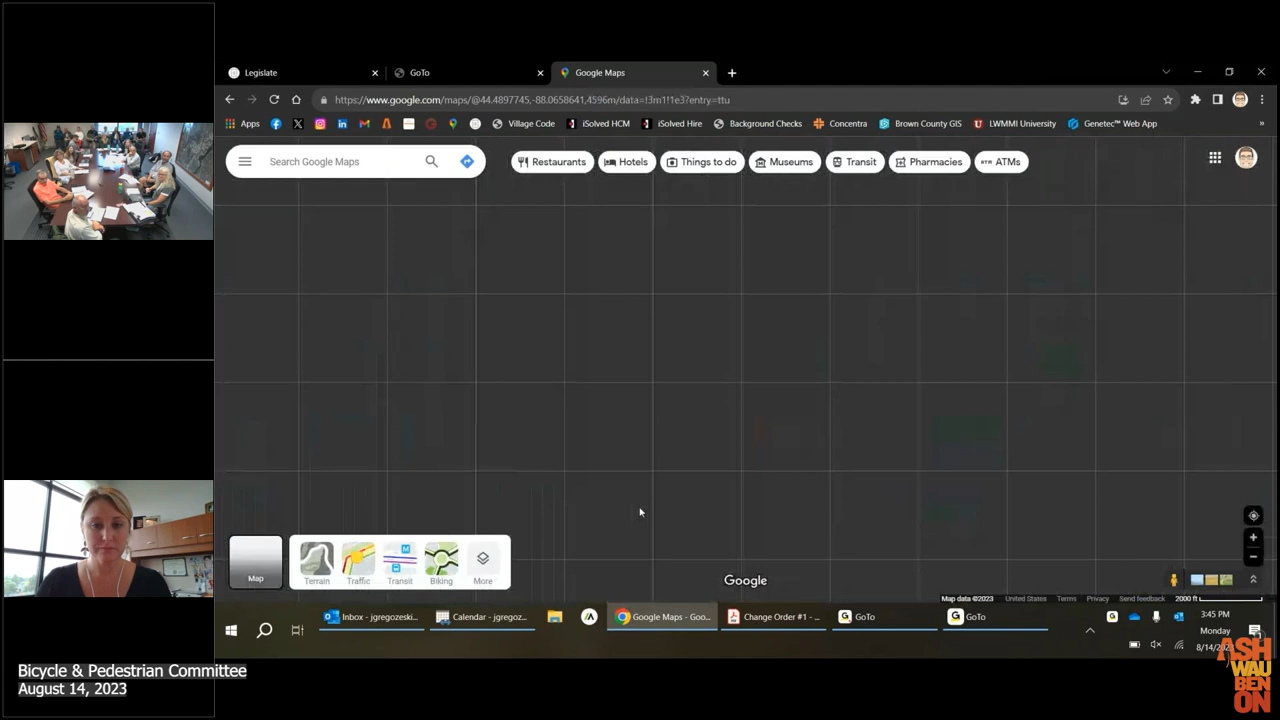 Legislate
GoTo
Google Maps
https://www.google.com/maps/@44.4897745,-88.0658641,4596m/data=!3m1!1e3?entry=ttu
Apps
Village Code
iSolved HCM
iSolved Hire
Background Checks
Concentra
Brown County GIS
LWMMI University
Genetec™ Web App
Search Google Maps
Restaurants
Hotels
Things to do
Museums
Transit
Pharmacies
ATM ATMs
Map
Terrain
Traffic
M
Transit
Biking
More
Google
Map data ©2023
United States
Terms
Privacy
Send feedback
2000 ft
Inbox - jgregozeski...
Calendar - jgregoz...
Google Maps - Goo...
Change Order #1 - ...
GoTo
GoTo
3:45 PM
Monday
Bicycle & Pedestrian Committee
August 14, 2023
ASH
WAU
BEN
ON